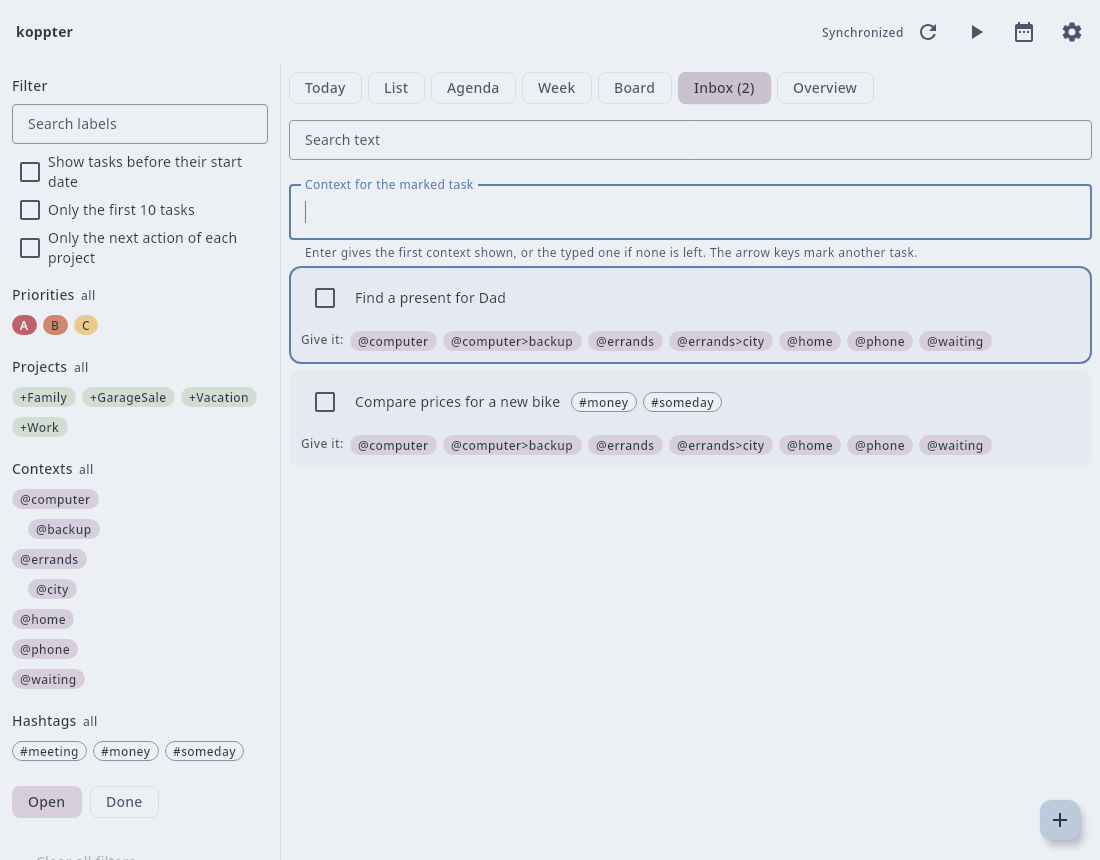 koppter
Synchronized
Filter
Search labels
Show tasks before their start
date
Only the first 10 tasks
Only the next action of each
project
Priorities all
A B C
Projects all
+Family +GarageSale +Vacation
+Work
Contexts all
@computer
@backup
@errands
@city
@home
@phone
@waiting
Hashtags all
#meeting #money #someday
Open Done
Clear all filters
Today List Agenda Week Board Inbox (2) Overview
Search text
Context for the marked task
Enter gives the first context shown, or the typed one if none is left. The arrow keys mark another task.
Find a present for Dad
Give it: @computer @computer>backup @errands @errands>city @home @phone @waiting
Compare prices for a new bike #money #someday
Give it: @computer @computer>backup @errands @errands>city @home @phone @waiting